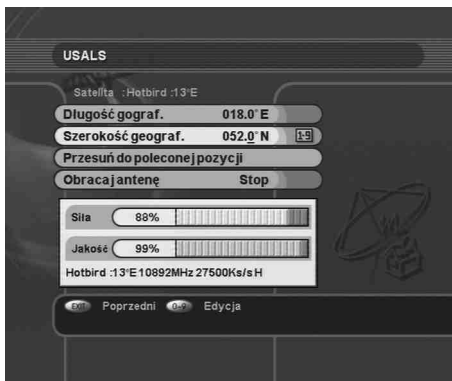 USALS
Satelita :Hotbird :13°E
Długość gograf. 018.0° E
Szerokość geograf. 052.0° N 1-9
Przesuń do poleconej pozycji
Obracaj antenę Stop
Siła 88%
Jakość 99%
Hotbird :13°E 10892MHz 27500Ks/s H
EXIT Poprzedni 0-9 Edycja